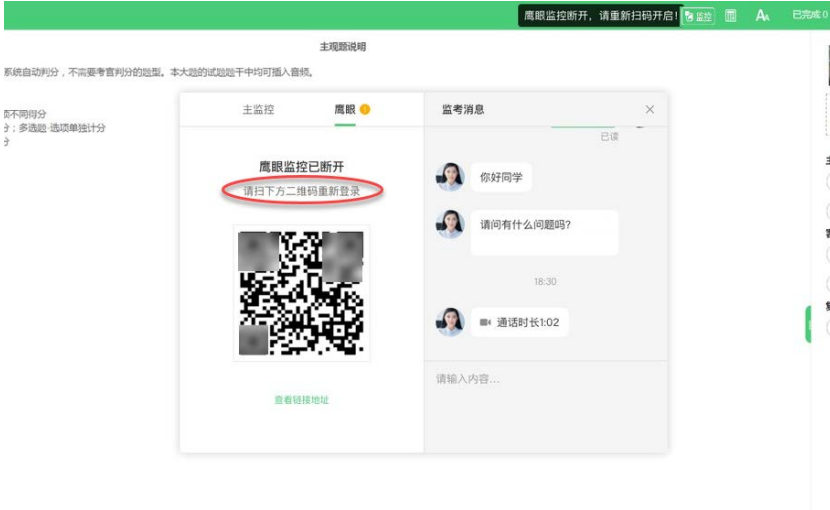 鹰眼监控断开，请重新扫码开启！
监控
AA
已完成 0
主观题说明
系统自动判分，不需要考官判分的题型。本大题的试题题干中均可插入音频。
项不同得分
分；多选题 选项单独计分
分
主监控
鹰眼
监考消息
已读
鹰眼监控已断开
请扫下方二维码重新登录
你好同学
请问有什么问题吗？
18:30
通话时长1:02
请输入内容...
查看链接地址